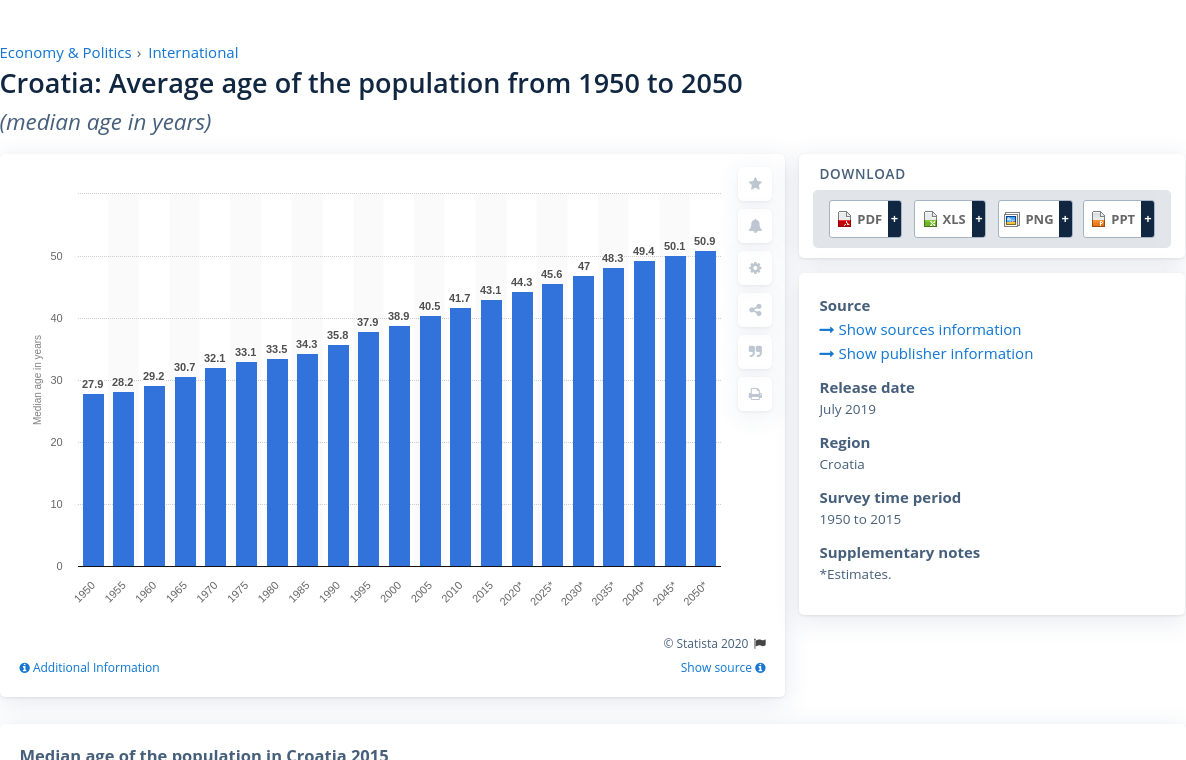 Economy & Politics › International
Croatia: Average age of the population from 1950 to 2050
(median age in years)
Median age in years
50
40
30
20
10
0
27.9 28.2 29.2 30.7 32.1 33.1 33.5 34.3 35.8 37.9 38.9 40.5 41.7 43.1 44.3 45.6 47 48.3 49.4 50.1 50.9
1950 1955 1960 1965 1970 1975 1980 1985 1990 1995 2000 2005 2010 2015 2020* 2025* 2030* 2035* 2040* 2045* 2050*
© Statista 2020
Additional Information
Show source
DOWNLOAD
PDF + XLS + PNG + PPT +
Source
Show sources information
Show publisher information
Release date
July 2019
Region
Croatia
Survey time period
1950 to 2015
Supplementary notes
*Estimates.
Median age of the population in Croatia 2015